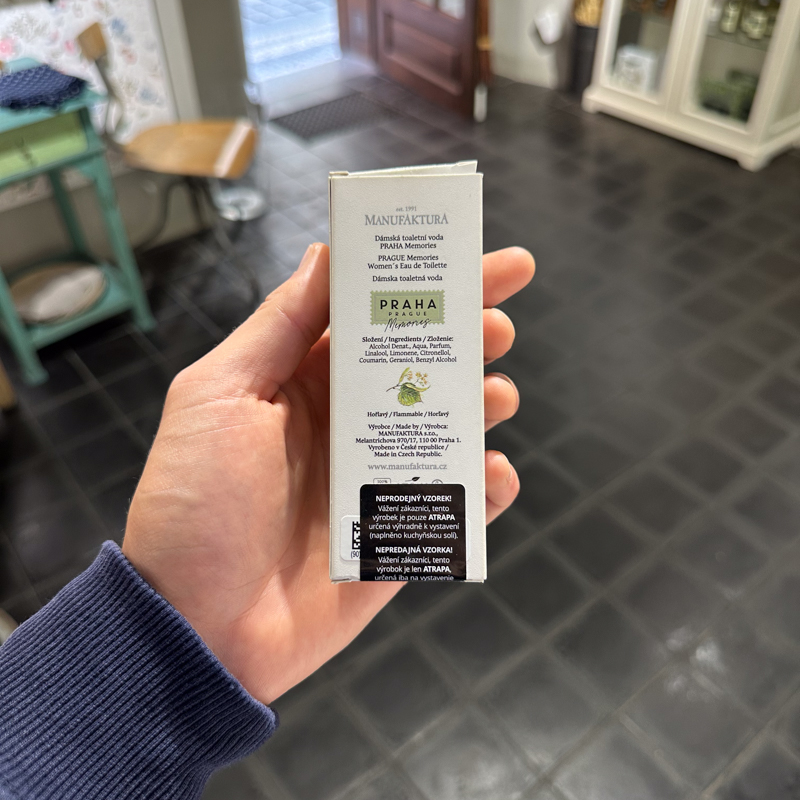 est. 1991
MANUFAKTURA
Dámská toaletní voda
PRAHA Memories
PRAGUE Memories
Women´s Eau de Toilette
Dámska toaletná voda
PRAHA
PRAGUE
Memories
Složení / Ingredients / Zloženie:
Alcohol Denat., Aqua, Parfum,
Linalool, Limonene, Citronellol,
Coumarin, Geraniol, Benzyl Alcohol
Hořlavý / Flammable / Horľavý
Výrobce / Made by / Výrobca:
MANUFAKTURA s.r.o.,
Melantrichova 970/17, 110 00 Praha 1.
Vyrobeno v České republice /
Made in Czech Republic.
www.manufaktura.cz
NEPRODEJNÝ VZOREK!
Vážení zákazníci, tento
výrobek je pouze ATRAPA
určená výhradně k vystavení
(naplněno kuchyňskou solí).
NEPREDAJNÁ VZORKA!
Vážení zákazníci, tento
výrobok je len ATRAPA,
určená iba na vystavenie
(90)